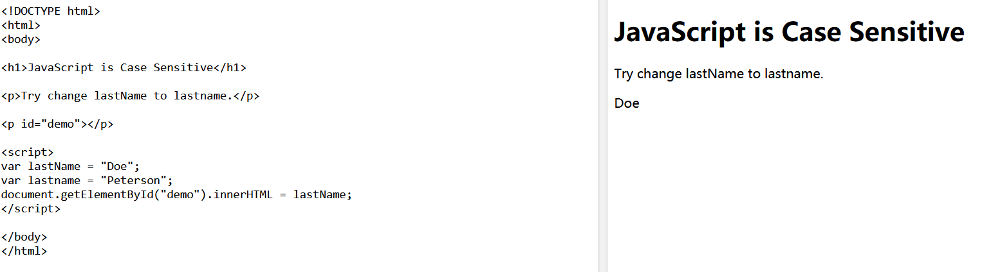 <!DOCTYPE html>
<html>
<body>
<h1>JavaScript is Case Sensitive</h1>
<p>Try change lastName to lastname.</p>
<p id="demo"></p>
<script>
var lastName = "Doe";
var lastname = "Peterson";
document.getElementById("demo").innerHTML = lastName;
</script>
</body>
</html>
JavaScript is Case Sensitive
Try change lastName to lastname.
Doe